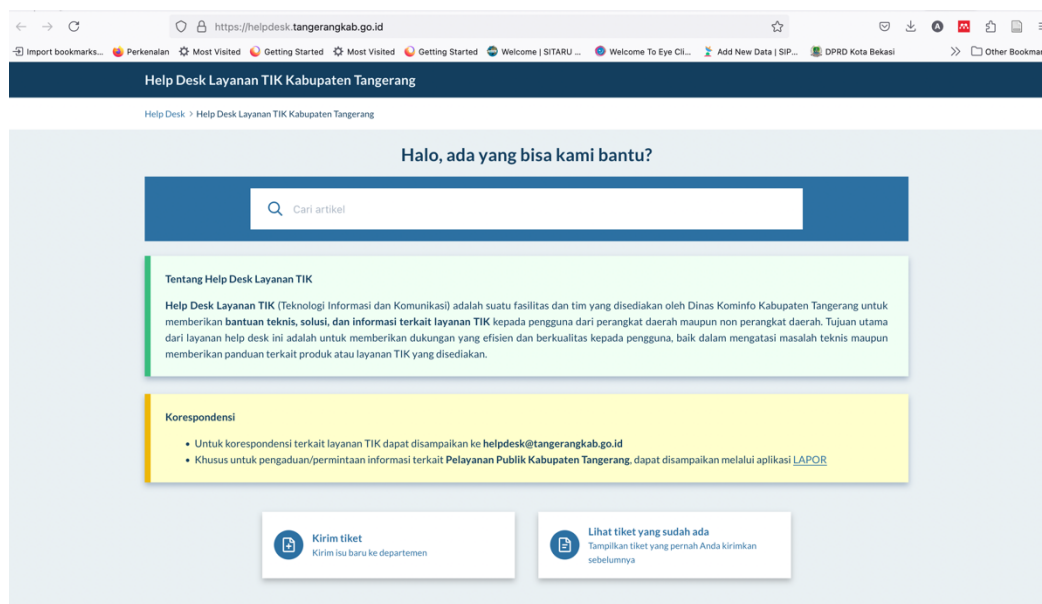 https://helpdesk.tangerangkab.go.id
Import bookmarks... Perkenalan Most Visited Getting Started Most Visited Getting Started Welcome | SITARU ... Welcome To Eye Cli... Add New Data | SIP... DPRD Kota Bekasi Other Bookmar
Help Desk Layanan TIK Kabupaten Tangerang
Help Desk > Help Desk Layanan TIK Kabupaten Tangerang
Halo, ada yang bisa kami bantu?
Cari artikel
Tentang Help Desk Layanan TIK
Help Desk Layanan TIK (Teknologi Informasi dan Komunikasi) adalah suatu fasilitas dan tim yang disediakan oleh Dinas Kominfo Kabupaten Tangerang untuk
memberikan bantuan teknis, solusi, dan informasi terkait layanan TIK kepada pengguna dari perangkat daerah maupun non perangkat daerah. Tujuan utama
dari layanan help desk ini adalah untuk memberikan dukungan yang efisien dan berkualitas kepada pengguna, baik dalam mengatasi masalah teknis maupun
memberikan panduan terkait produk atau layanan TIK yang disediakan.
Korespondensi
• Untuk korespondensi terkait layanan TIK dapat disampaikan ke helpdesk@tangerangkab.go.id
• Khusus untuk pengaduan/permintaan informasi terkait Pelayanan Publik Kabupaten Tangerang, dapat disampaikan melalui aplikasi LAPOR
Kirim tiket
Kirim isu baru ke departemen
Lihat tiket yang sudah ada
Tampilkan tiket yang pernah Anda kirimkan
sebelumnya